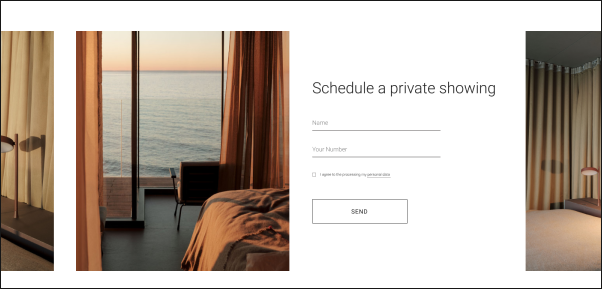 Schedule a private showing
Name
Your Number
I agree to the processing my personal data
SEND